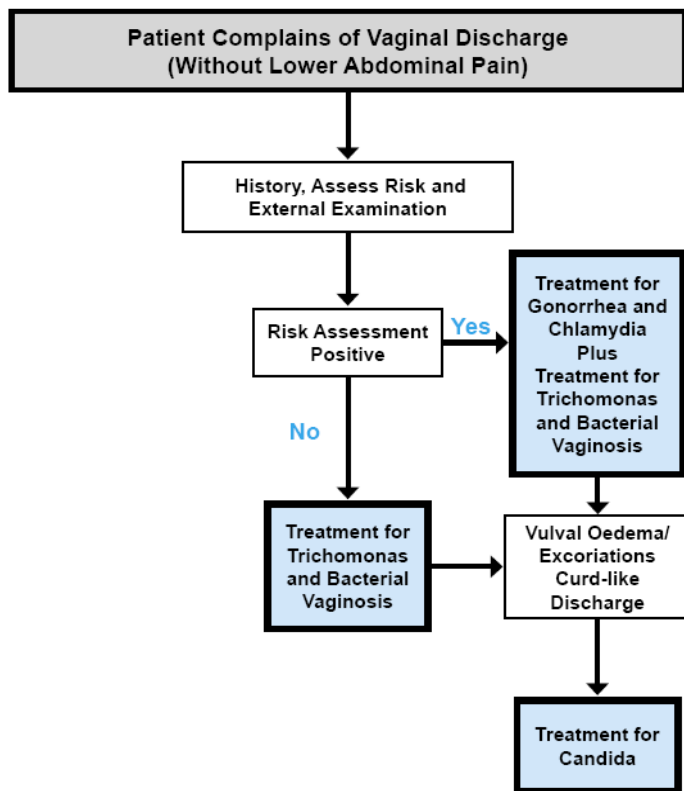 Patient Complains of Vaginal Discharge
(Without Lower Abdominal Pain)
History, Assess Risk and
External Examination
Risk Assessment
Positive
Yes
Treatment for
Gonorrhea and
Chlamydia
Plus
Treatment for
Trichomonas
and Bacterial
Vaginosis
No
Treatment for
Trichomonas
and Bacterial
Vaginosis
Vulval Oedema/
Excoriations
Curd-like
Discharge
Treatment for
Candida